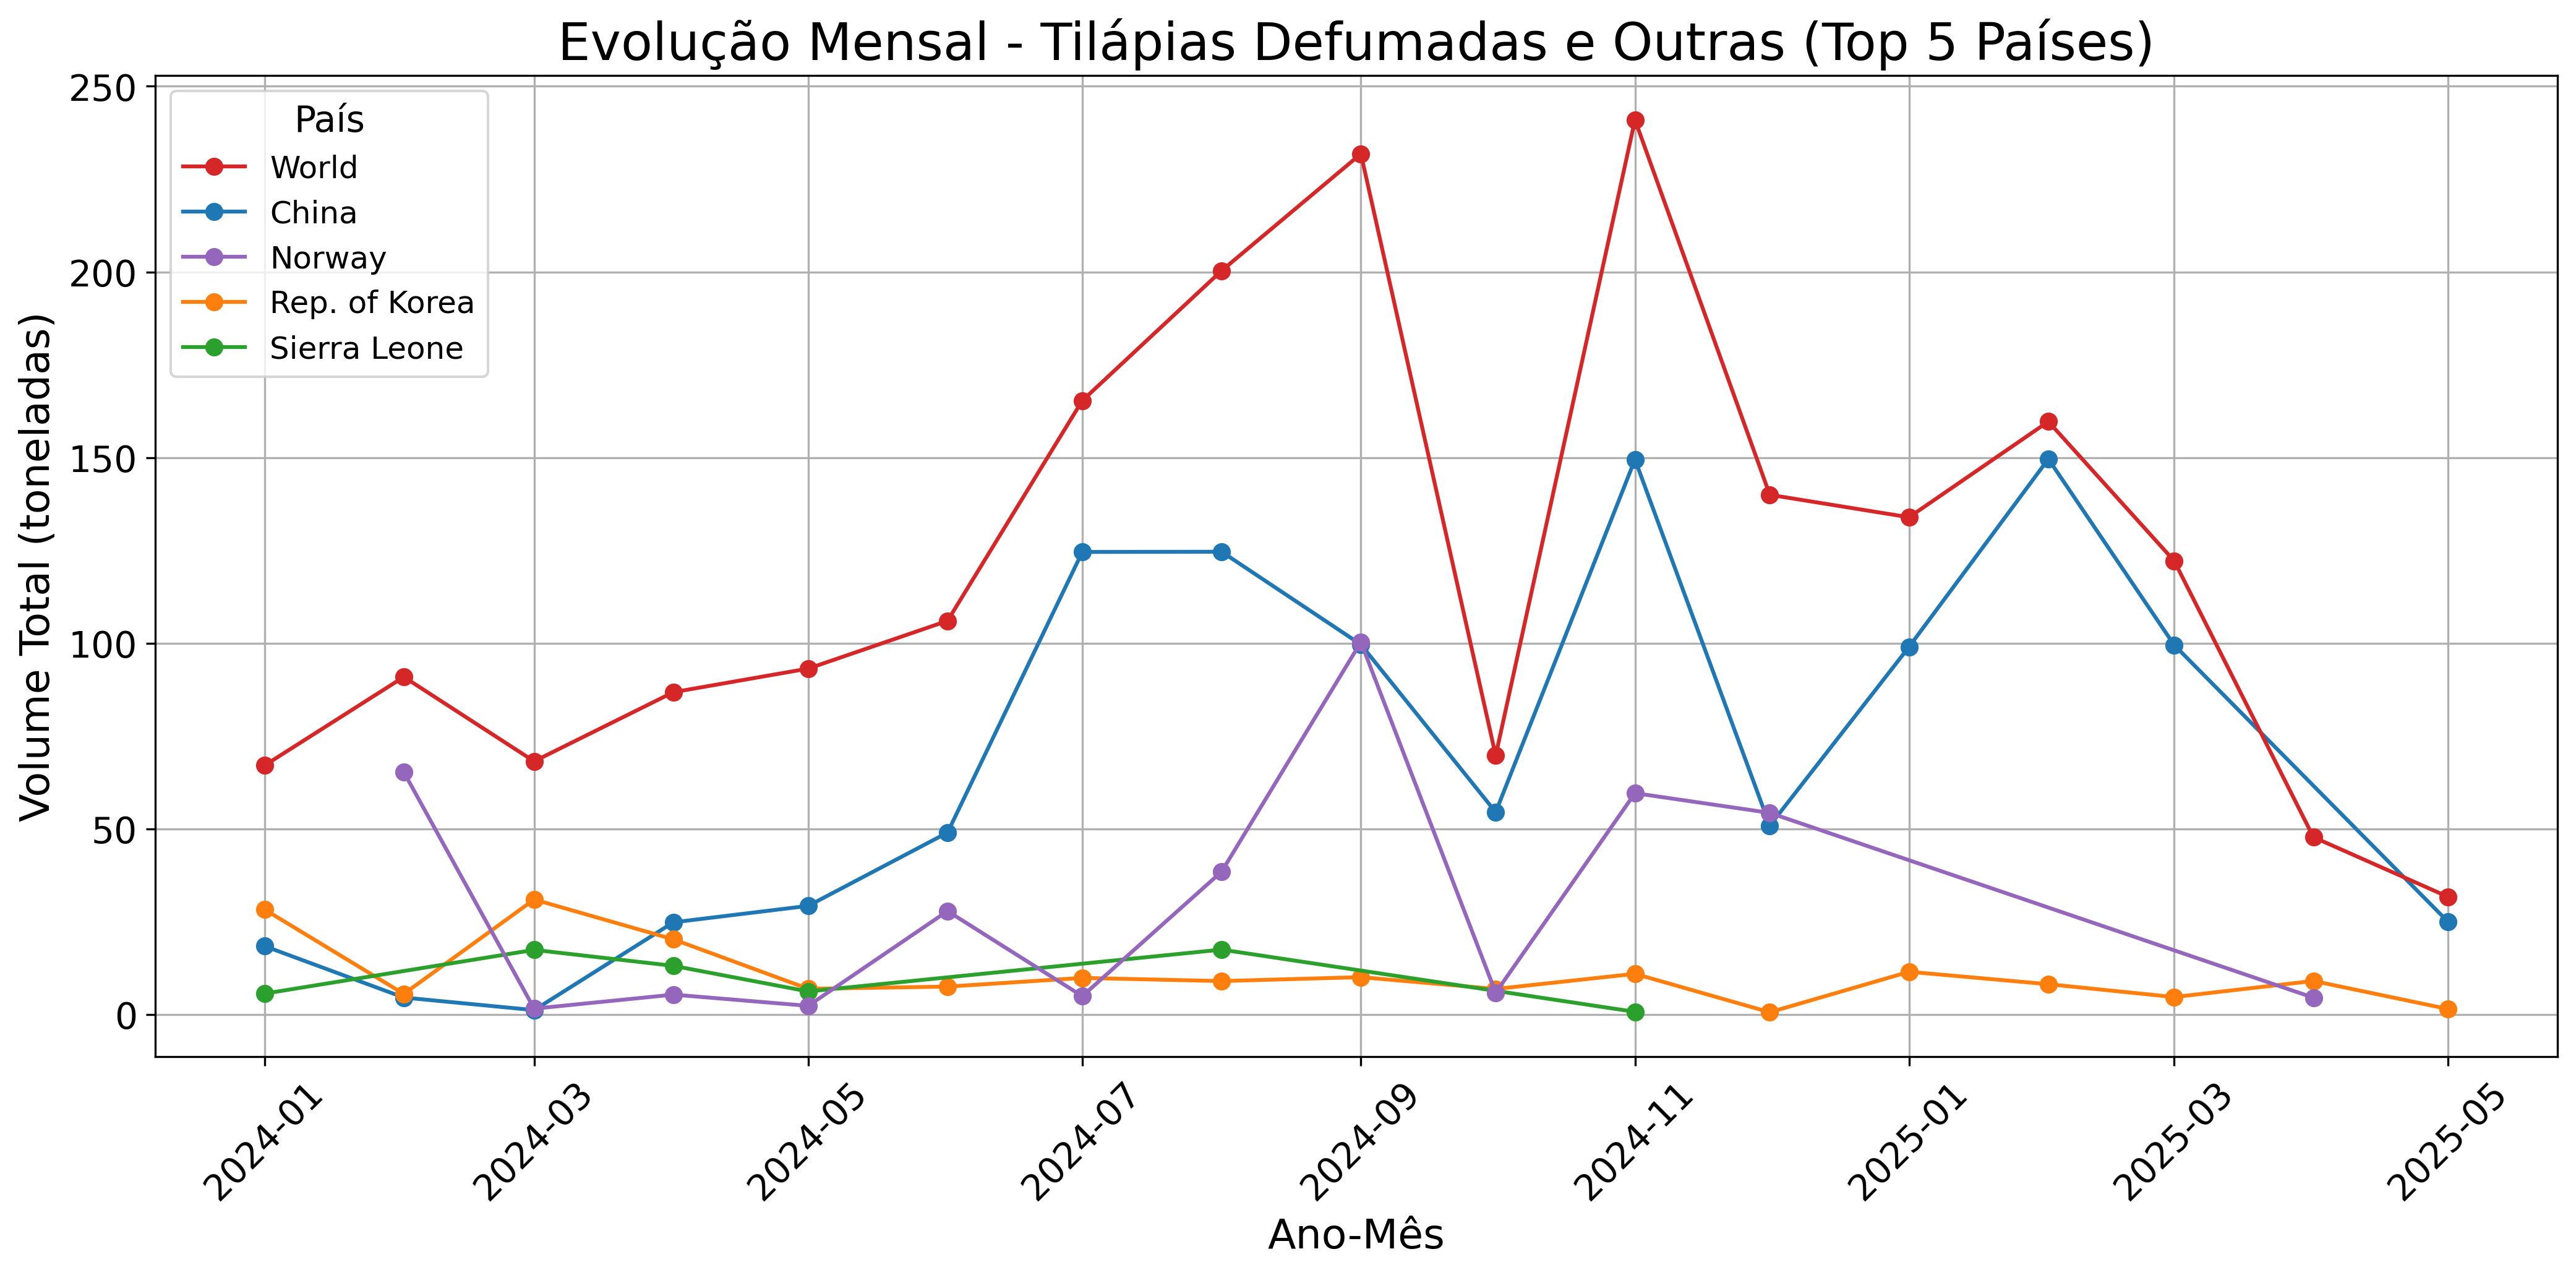 Evolução Mensal - Tilápias Defumadas e Outras (Top 5 Países)
País
World
China
Norway
Rep. of Korea
Sierra Leone
Volume Total (toneladas)
250
200
150
100
50
0
2024-01
2024-03
2024-05
2024-07
2024-09
2024-11
2025-01
2025-03
2025-05
Ano-Mês